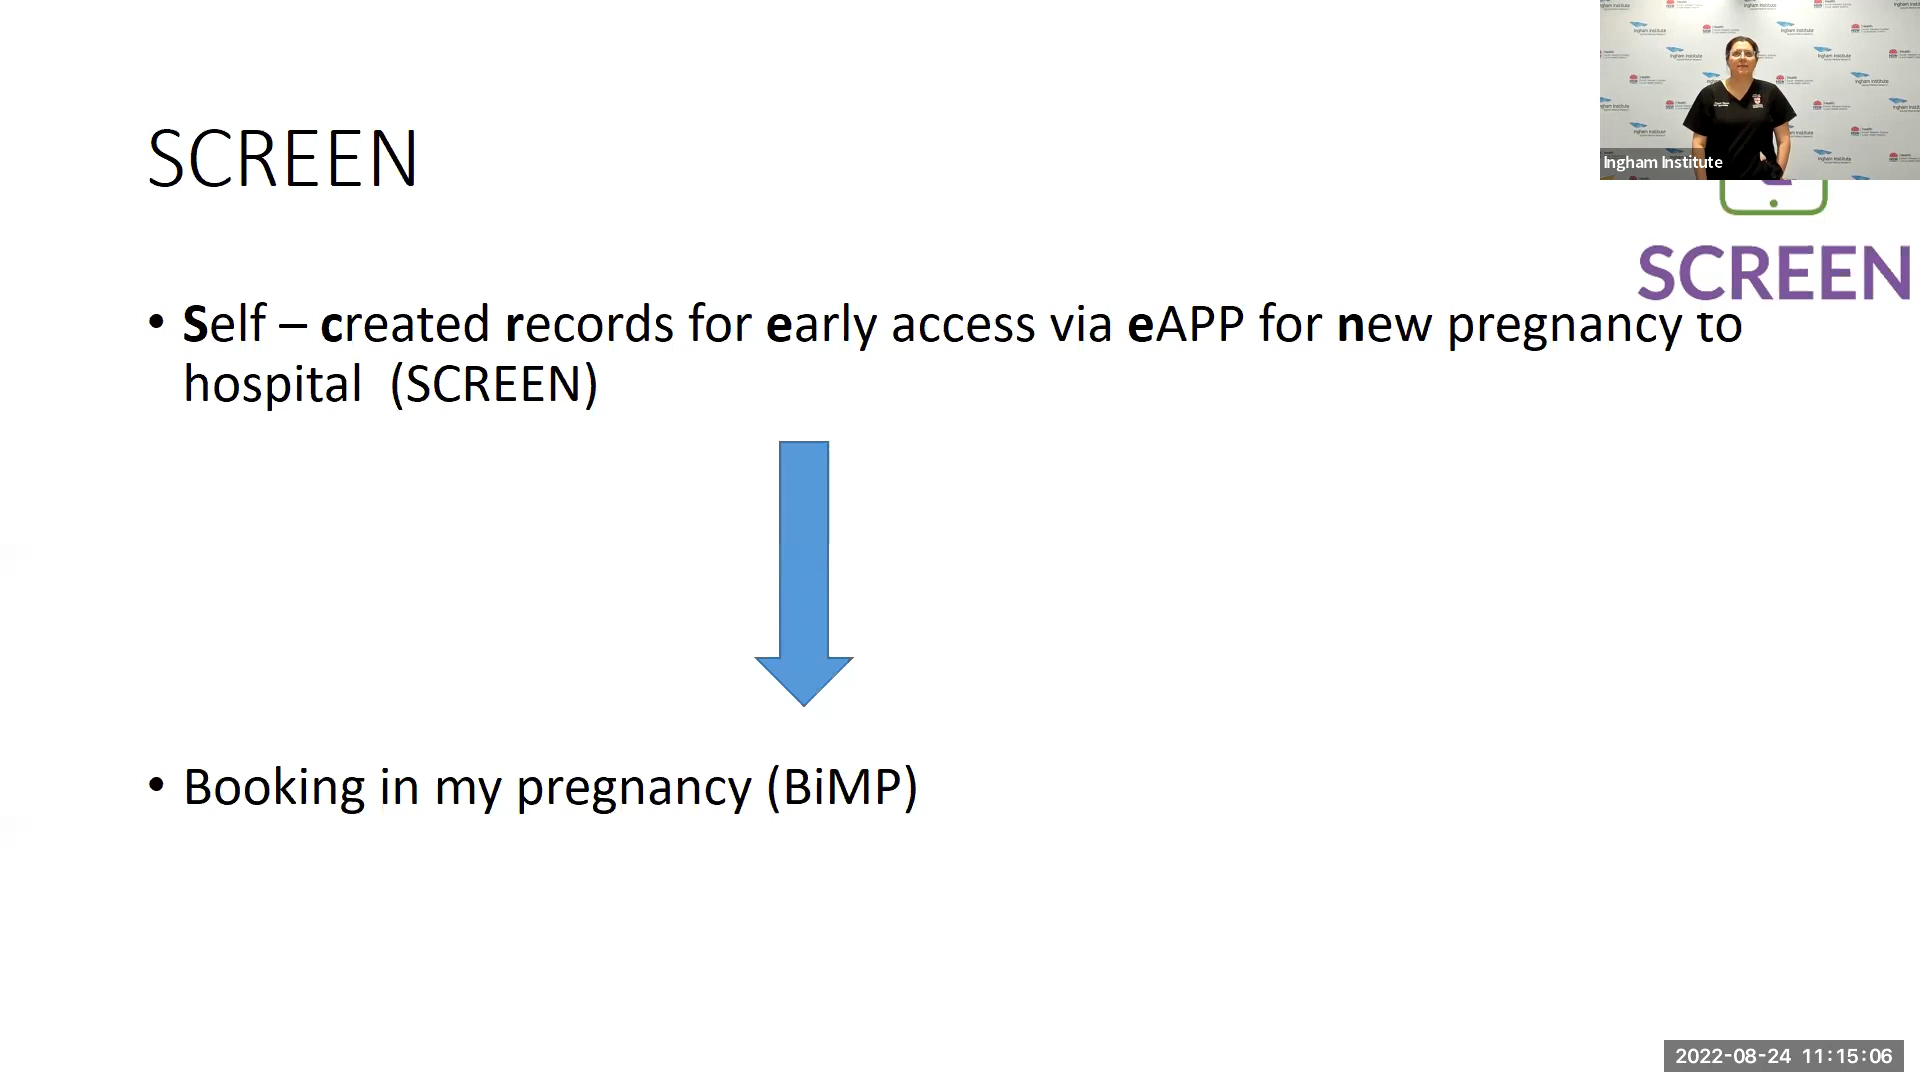 SCREEN
Ingham Institute
SCREEN
• Self – created records for early access via eAPP for new pregnancy to
hospital (SCREEN)
• Booking in my pregnancy (BiMP)
2022-08-24 11:15:06